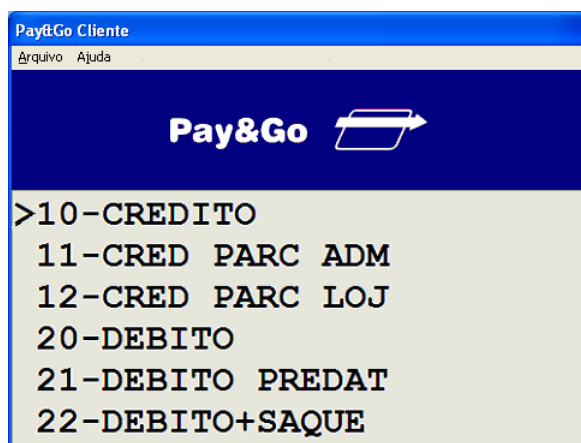 Pay&Go Cliente
Arquivo Ajuda
Pay&Go
>10-CREDITO
11-CRED PARC ADM
12-CRED PARC LOJ
20-DEBITO
21-DEBITO PREDAT
22-DEBITO+SAQUE